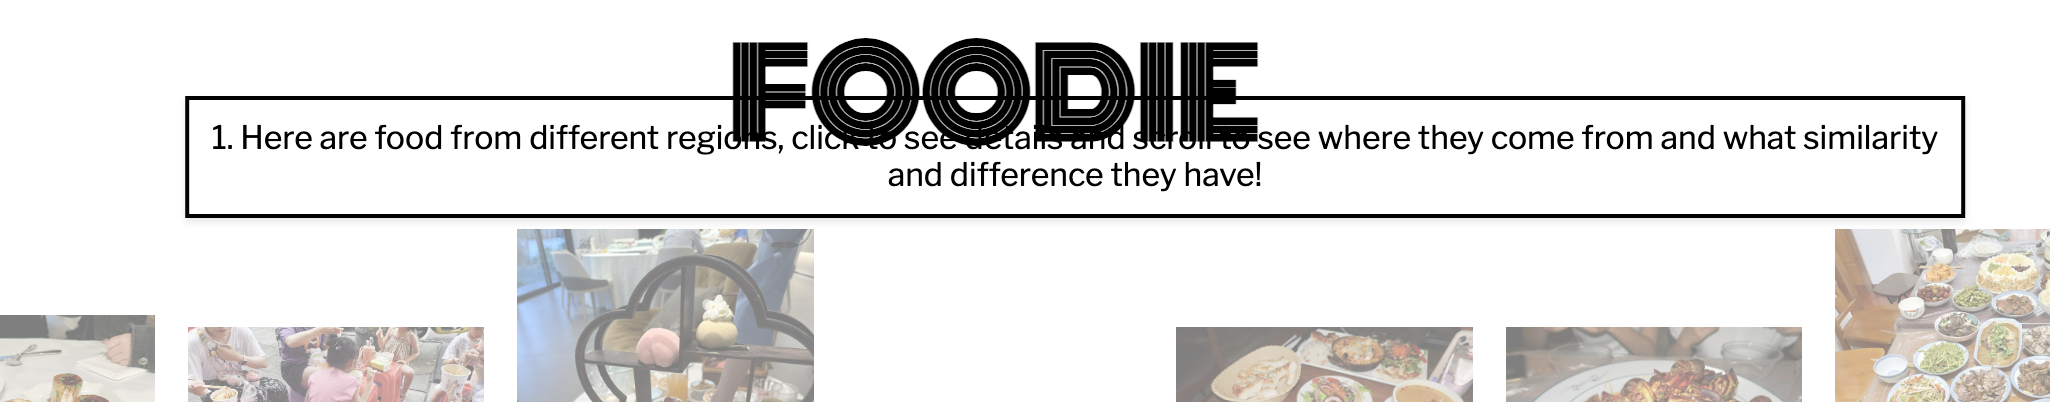 FOODIE
1. Here are food from different regions, click to see details and scroll to see where they come from and what similarity
and difference they have!